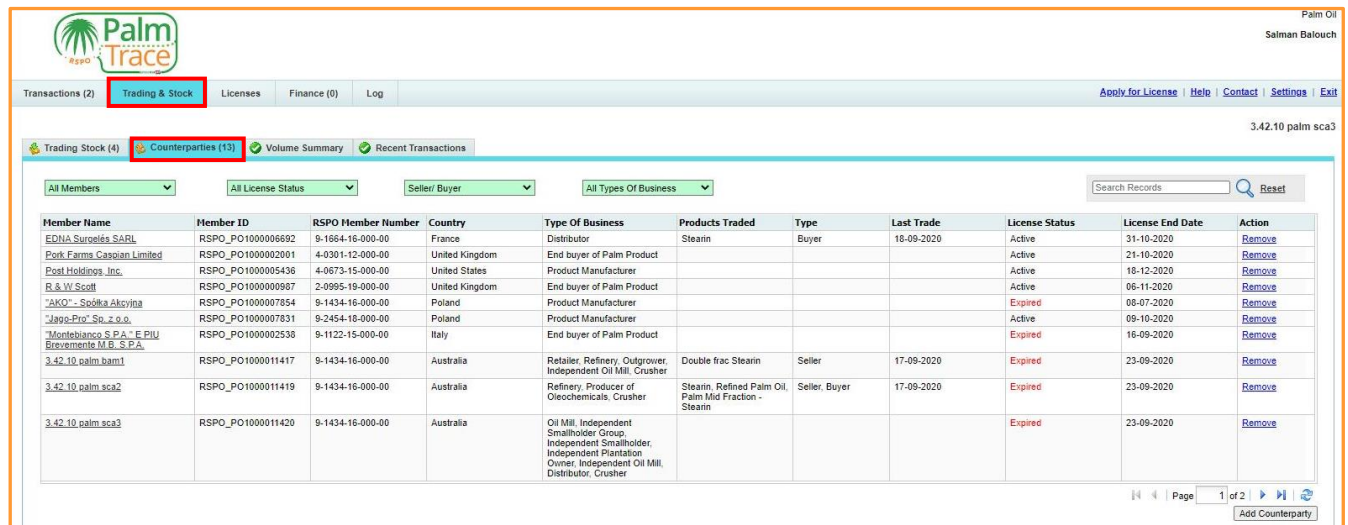 Palm Oil
Palm
Trace
RSPO
Salman Balouch
Transactions (2) Trading & Stock Licenses Finance (0) Log Apply for License | Help | Contact | Settings | Exit
3.42.10 palm sca3
Trading Stock (4) Counterparties (13) Volume Summary Recent Transactions
All Members All License Status Seller/ Buyer All Types Of Business Search Records Reset
Member Name Member ID RSPO Member Number Country Type Of Business Products Traded Type Last Trade License Status License End Date Action
EDNA Surgelés SARL RSPO_PO1000006692 9-1664-16-000-00 France Distributor Stearin Buyer 18-09-2020 Active 31-10-2020 Remove
Pork Farms Caspian Limited RSPO_PO1000002001 4-0301-12-000-00 United Kingdom End buyer of Palm Product Active 21-10-2020 Remove
Post Holdings, Inc. RSPO_PO1000005436 4-0673-15-000-00 United States Product Manufacturer Active 18-12-2020 Remove
R & W Scott RSPO_PO1000000987 2-0995-19-000-00 United Kingdom End buyer of Palm Product Active 06-11-2020 Remove
"AKO" - Spółka Akcyjna RSPO_PO1000007854 9-1434-16-000-00 Poland Product Manufacturer Expired 08-07-2020 Remove
"Jago-Pro" Sp. z o.o. RSPO_PO1000007831 9-2454-18-000-00 Poland Product Manufacturer Active 09-10-2020 Remove
"Montebianco S.P.A." E PIU RSPO_PO1000002538 9-1122-15-000-00 Italy End buyer of Palm Product Expired 16-09-2020 Remove
Brevemente M.B. S.P.A.
3.42.10 palm bam1 RSPO_PO1000011417 9-1434-16-000-00 Australia Retailer, Refinery, Outgrower, Double frac Stearin Seller 17-09-2020 Expired 23-09-2020 Remove
Independent Oil Mill, Crusher
3.42.10 palm sca2 RSPO_PO1000011419 9-1434-16-000-00 Australia Refinery, Producer of Stearin, Refined Palm Oil, Seller, Buyer 17-09-2020 Expired 23-09-2020 Remove
Oleochemicals, Crusher Palm Mid Fraction -
Stearin
3.42.10 palm sca3 RSPO_PO1000011420 9-1434-16-000-00 Australia Oil Mill, Independent Expired 23-09-2020 Remove
Smallholder Group,
Independent Smallholder,
Independent Plantation
Owner, Independent Oil Mill,
Distributor, Crusher
Page 1 of 2
Add Counterparty